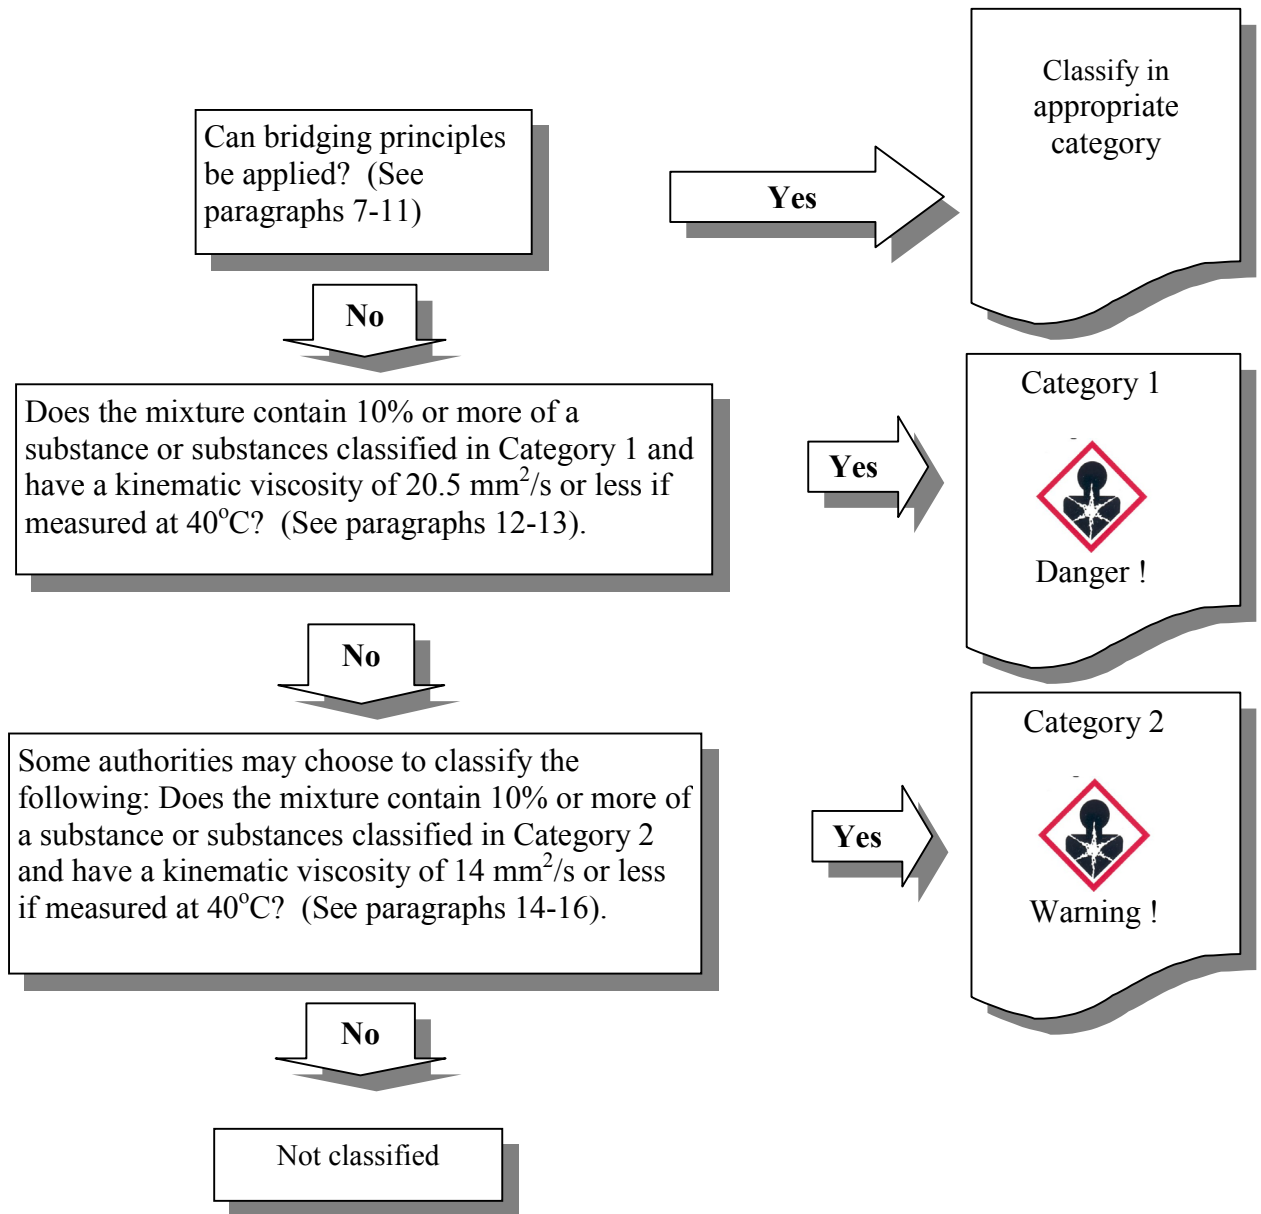 Can bridging principles
be applied?  (See
paragraphs 7-11)
Yes
Classify in
appropriate
category
No
Does the mixture contain 10% or more of a
substance or substances classified in Category 1 and
have a kinematic viscosity of 20.5 mm²/s or less if
measured at 40°C?  (See paragraphs 12-13).
Yes
Category 1
Danger !
No
Some authorities may choose to classify the
following: Does the mixture contain 10% or more of
a substance or substances classified in Category 2
and have a kinematic viscosity of 14 mm²/s or less
if measured at 40°C?  (See paragraphs 14-16).
Yes
Category 2
Warning !
No
Not classified